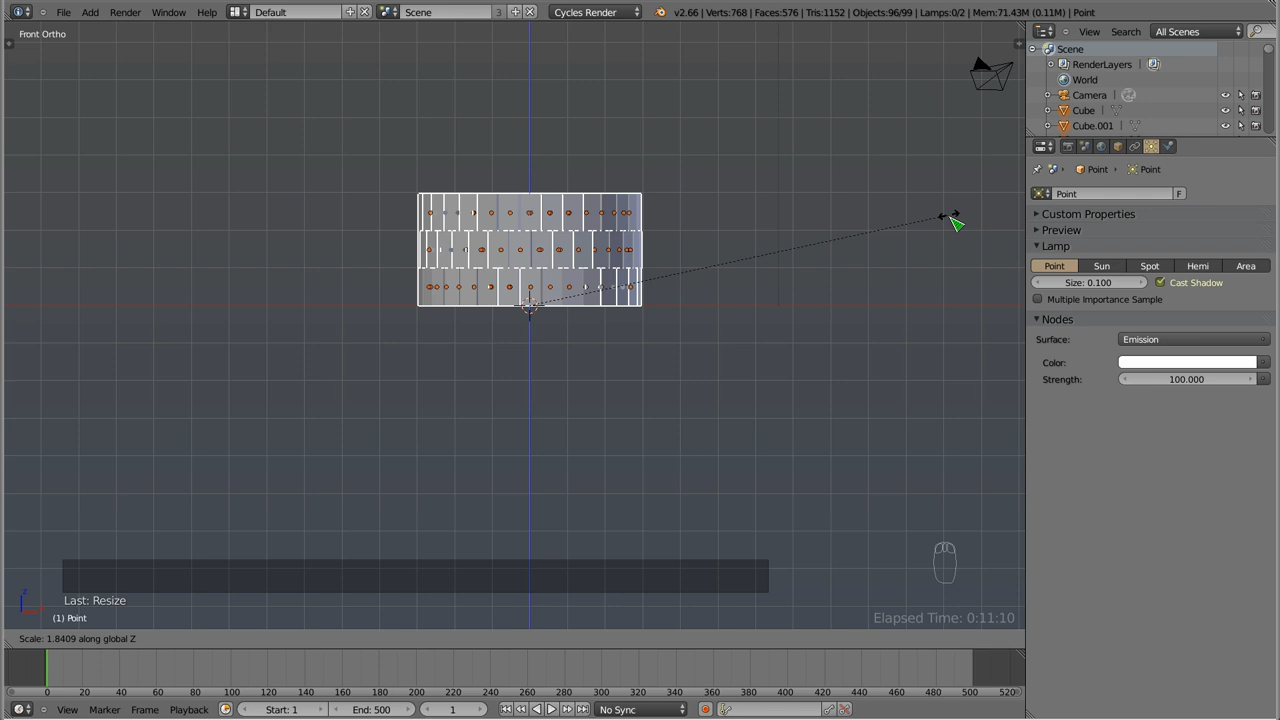 File Add Render Window Help Default Scene 3 Cycles Render v2.66 | Verts:768 | Faces:576 | Tris:1152 | Objects:96/99 | Lamps:0/2 | Mem:71.43M (0.11M) | Point
Front Ortho
View Search All Scenes
Scene
RenderLayers
World
Camera
Cube
Cube.001
Point Point
Point F
Custom Properties
Preview
Lamp
Point Sun Spot Hemi Area
Size: 0.100 Cast Shadow
Multiple Importance Sample
Nodes
Surface: Emission
Color:
Strength: 100.000
Last: Resize
(1) Point
Elapsed Time: 0:11:10
Scale: 1.8409 along global Z
0 20 40 60 80 100 120 140 160 180 200 220 240 260 280 300 320 340 360 380 400 420 440 460 480 500 520
View Marker Frame Playback Start: 1 End: 500 1 No Sync